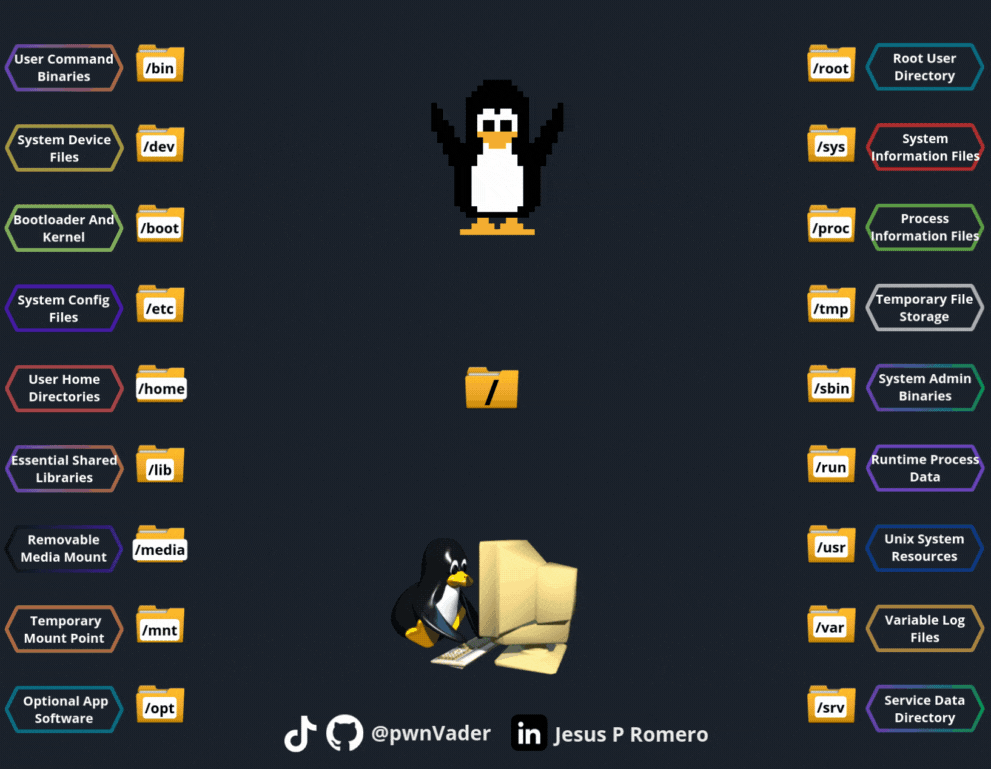 User Command
Binaries
/bin
/root
Root User
Directory
System Device
Files
/dev
/sys
System
Information Files
Bootloader And
Kernel
/boot
/proc
Process
Information Files
System Config
Files
/etc
/tmp
Temporary File
Storage
User Home
Directories
/home
/
/sbin
System Admin
Binaries
Essential Shared
Libraries
/lib
/run
Runtime Process
Data
Removable
Media Mount
/media
/usr
Unix System
Resources
Temporary
Mount Point
/mnt
/var
Variable Log
Files
Optional App
Software
/opt
/srv
Service Data
Directory
@pwnVader
in
Jesus P Romero